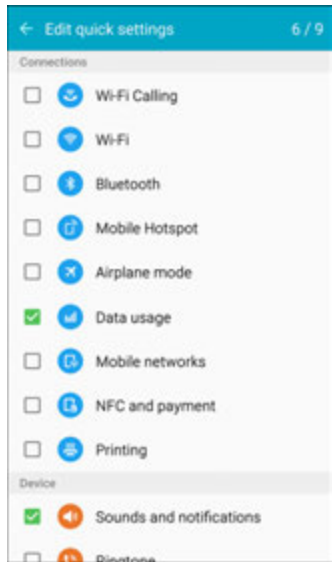 Edit quick settings 6 / 9
Connections
Wi-Fi Calling
Wi-Fi
Bluetooth
Mobile Hotspot
Airplane mode
Data usage
Mobile networks
NFC and payment
Printing
Device
Sounds and notifications
Ringtone